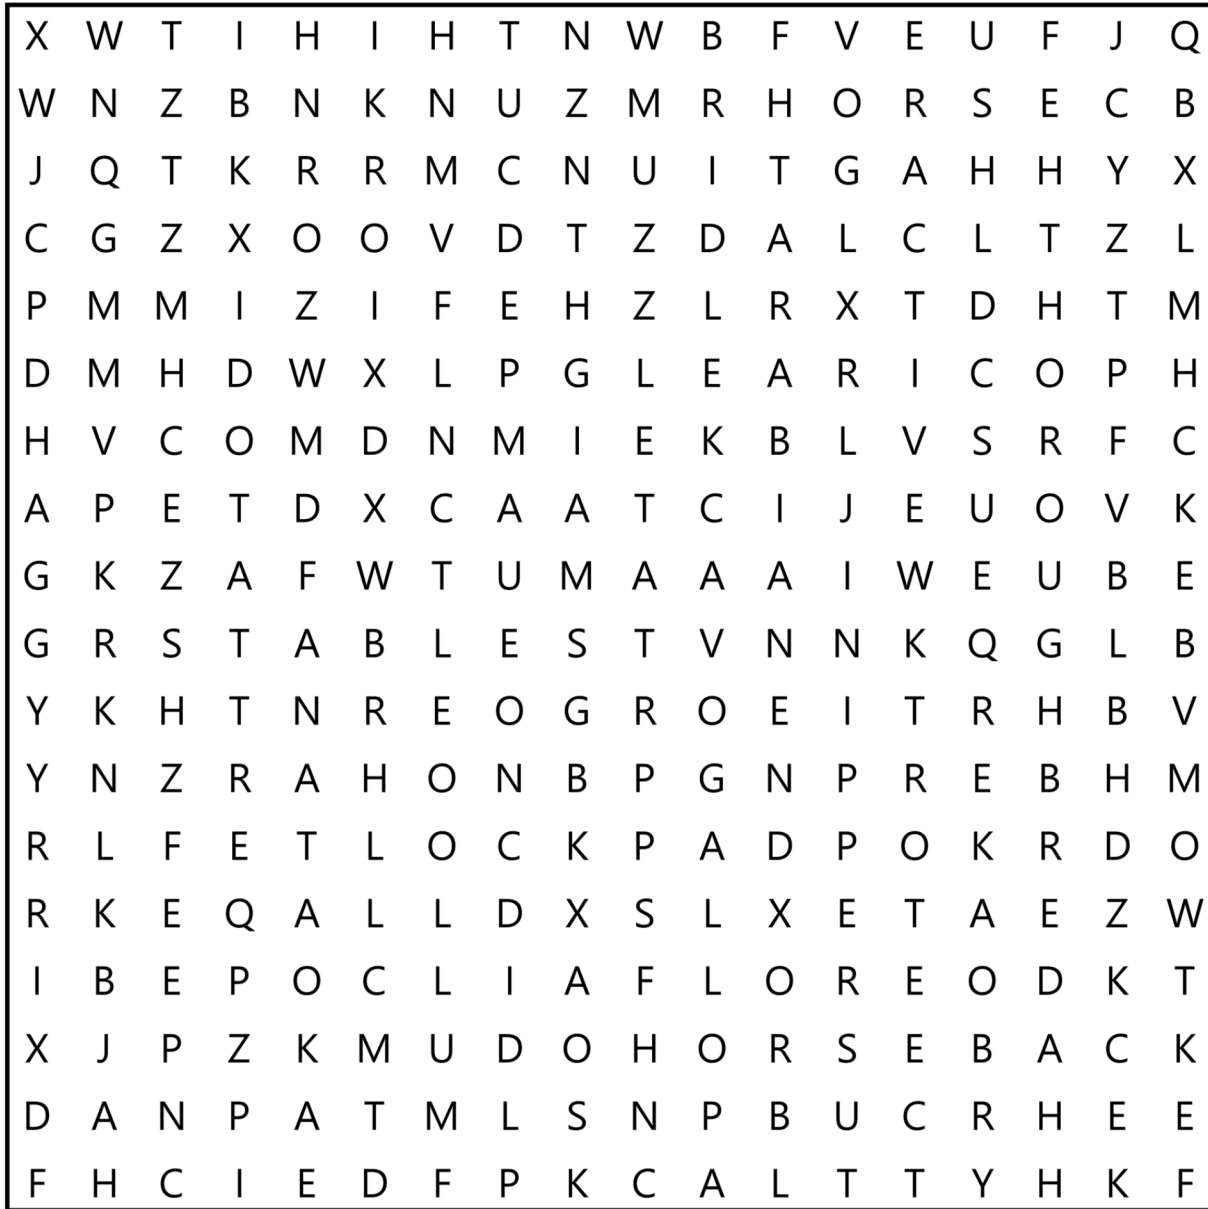 X W T I H I H T N W B F V E U F J Q
W N Z B N K N U Z M R H O R S E C B
J Q T K R R M C N U I T G A H H Y X
C G Z X O O V D T Z D A L C L T Z L
P M M I Z I F E H Z L R X T D H T M
D M H D W X L P G L E A R I C O P H
H V C O M D N M I E K B L V S R F C
A P E T D X C A A T C I J E U O V K
G K Z A F W T U M A A A I W E U B E
G R S T A B L E S T V N N K Q G L B
Y K H T N R E O G R O E I T R H B V
Y N Z R A H O N B P G N P R E B H M
R L F E T L O C K P A D P O K R D O
R K E Q A L L D X S L X E T A E Z W
I B E P O C L I A F L O R E O D K T
X J P Z K M U D O H O R S E B A C K
D A N P A T M L S N P B U C R H E E
F H C I E D F P K C A L T T Y H K F